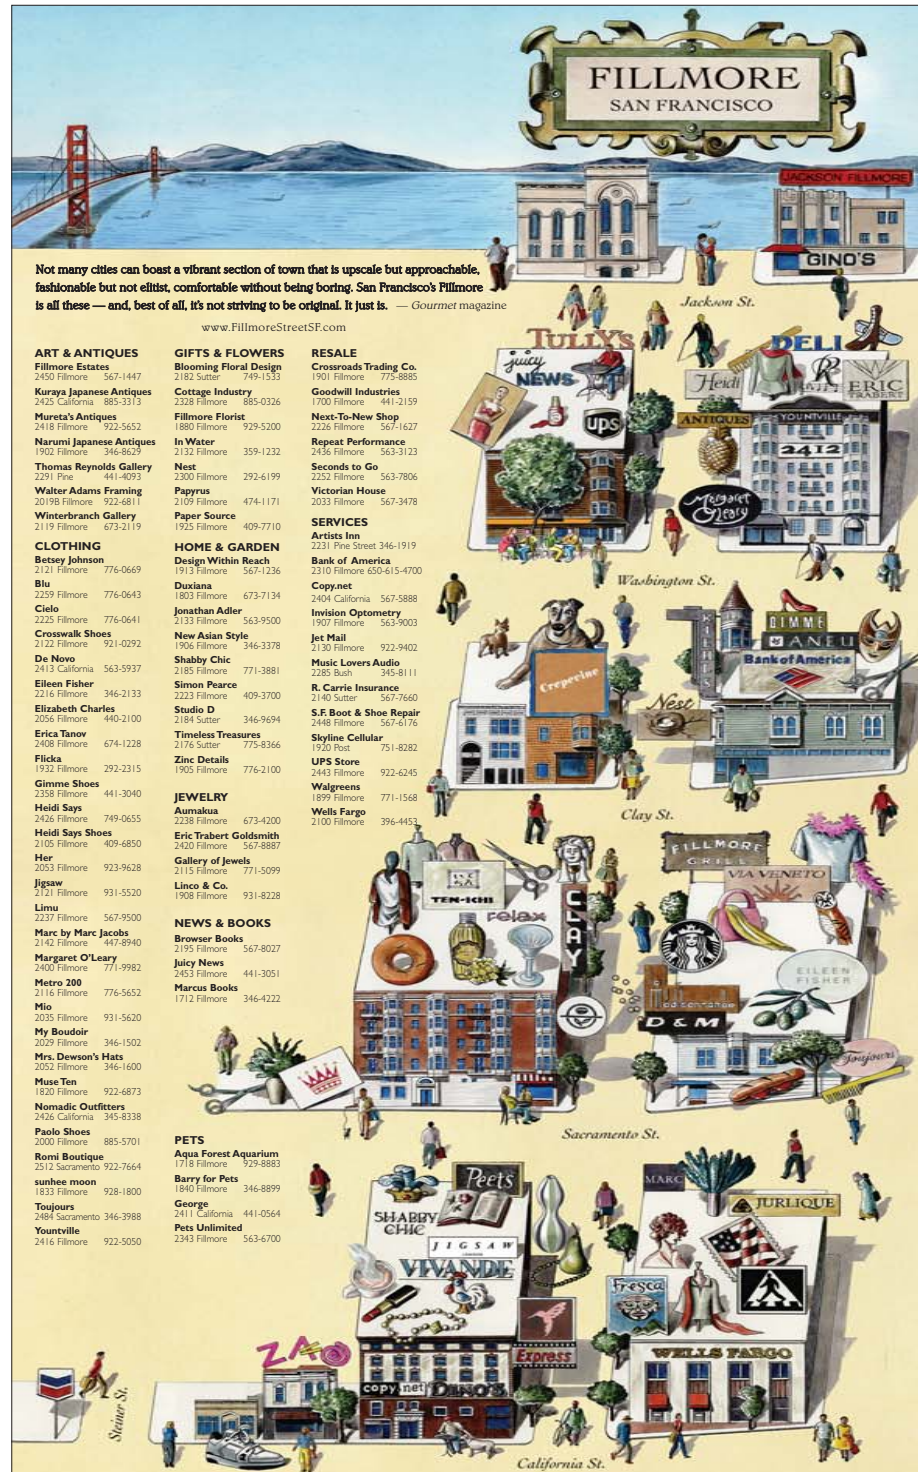 FILLMORE
SAN FRANCISCO
JACKSON FILLMORE
GINO'S
Jackson St.
Not many cities can boast a vibrant section of town that is upscale but approachable,
fashionable but not elitist, comfortable without being boring. San Francisco's Fillmore
is all these — and, best of all, it's not striving to be original. It just is. — Gourmet magazine
www.FillmoreStreetSF.com
ART & ANTIQUES
Fillmore Estates
2450 Fillmore 567-1447
Kuraya Japanese Antiques
2425 California 885-3313
Mureta's Antiques
2418 Fillmore 922-5652
Narumi Japanese Antiques
1902 Fillmore 346-8629
Thomas Reynolds Gallery
2291 Pine 441-4093
Walter Adams Framing
2019B Fillmore 922-6811
Winterbranch Gallery
2119 Fillmore 673-2119
CLOTHING
Betsey Johnson
2121 Fillmore 776-0669
Blu
2259 Fillmore 776-0643
Cielo
2225 Fillmore 776-0641
Crosswalk Shoes
2122 Fillmore 921-0292
De Novo
2413 California 563-5937
Eileen Fisher
2216 Fillmore 346-2133
Elizabeth Charles
2056 Fillmore 440-2100
Erica Tanov
2408 Fillmore 674-1228
Flicka
1932 Fillmore 292-2315
Gimme Shoes
2358 Fillmore 441-3040
Heidi Says
2426 Fillmore 749-0655
Heidi Says Shoes
2105 Fillmore 409-6850
Her
2053 Fillmore 923-9628
Jigsaw
2121 Fillmore 931-5520
Limu
2237 Fillmore 567-9500
Marc by Marc Jacobs
2142 Fillmore 447-8940
Margaret O'Leary
2400 Fillmore 771-9982
Metro 200
2116 Fillmore 776-5652
Mio
2035 Fillmore 931-5620
My Boudoir
2029 Fillmore 346-1502
Mrs. Dewson's Hats
2052 Fillmore 346-1600
Muse Ten
1820 Fillmore 922-6873
Nomadic Outfitters
2426 California 345-8338
Paolo Shoes
2000 Fillmore 885-5701
Romi Boutique
2512 Sacramento 922-7664
sunhee moon
1833 Fillmore 928-1800
Toujours
2484 Sacramento 346-3988
Yountville
2416 Fillmore 922-5050
GIFTS & FLOWERS
Blooming Floral Design
2182 Sutter 749-1533
Cottage Industry
2328 Fillmore 885-0326
Fillmore Florist
1880 Fillmore 929-5200
In Water
2132 Fillmore 359-1232
Nest
2300 Fillmore 292-6199
Papyrus
2109 Fillmore 474-1171
Paper Source
1925 Fillmore 409-7710
HOME & GARDEN
Design Within Reach
1913 Fillmore 567-1236
Duxiana
1803 Fillmore 673-7134
Jonathan Adler
2133 Fillmore 563-9500
New Asian Style
1906 Fillmore 346-3378
Shabby Chic
2185 Fillmore 771-3881
Simon Pearce
2223 Fillmore 409-3700
Studio D
2184 Sutter 346-9694
Timeless Treasures
2176 Sutter 775-8366
Zinc Details
1905 Fillmore 776-2100
JEWELRY
Aumakua
2238 Fillmore 673-4200
Eric Trabert Goldsmith
2420 Fillmore 567-8887
Gallery of Jewels
2115 Fillmore 771-5099
Linco & Co.
1908 Fillmore 931-8228
NEWS & BOOKS
Browser Books
2195 Fillmore 567-8027
Juicy News
2453 Fillmore 441-3051
Marcus Books
1712 Fillmore 346-4222
PETS
Aqua Forest Aquarium
1718 Fillmore 929-8883
Barry for Pets
1840 Fillmore 346-8899
George
2411 California 441-0564
Pets Unlimited
2343 Fillmore 563-6700
RESALE
Crossroads Trading Co.
1901 Fillmore 775-8885
Goodwill Industries
1700 Fillmore 441-2159
Next-To-New Shop
2226 Fillmore 567-1627
Repeat Performance
2436 Fillmore 563-3123
Seconds to Go
2252 Fillmore 563-7806
Victorian House
2033 Fillmore 567-3478
SERVICES
Artists Inn
2231 Pine Street 346-1919
Bank of America
2310 Fillmore 650-615-4700
Copy.net
2404 California 567-5888
Invision Optometry
1907 Fillmore 563-9003
Jet Mail
2130 Fillmore 922-9402
Music Lovers Audio
2285 Bush 345-8111
R. Carrie Insurance
2140 Sutter 567-7660
S.F. Boot & Shoe Repair
2448 Fillmore 567-6176
Skyline Cellular
1920 Post 751-8282
UPS Store
2443 Fillmore 922-6245
Walgreens
1899 Fillmore 771-1568
Wells Fargo
2100 Fillmore 396-4453
TULLY'S
juicy
NEWS
ups
DELI
Heidi
ERIC
TRABERT
ANTIQUES
YOUNTVILLE
2412
Margaret
O'Leary
Washington St.
Creperine
GIMME
Bank of America
Nest
Clay St.
TEN-ICHI
relax
CLAY
FILLMORE
GRILL
VIA VENETO
EILEEN
FISHER
D & M
Toujours
Sacramento St.
Peets
SHABBY
CHIC
JIGSAW
VIVANDE
Express
copy.net
DINO'S
ZAO
MARC
JURLIQUE
Fresca
WELLS FARGO
Steiner St.
California St.